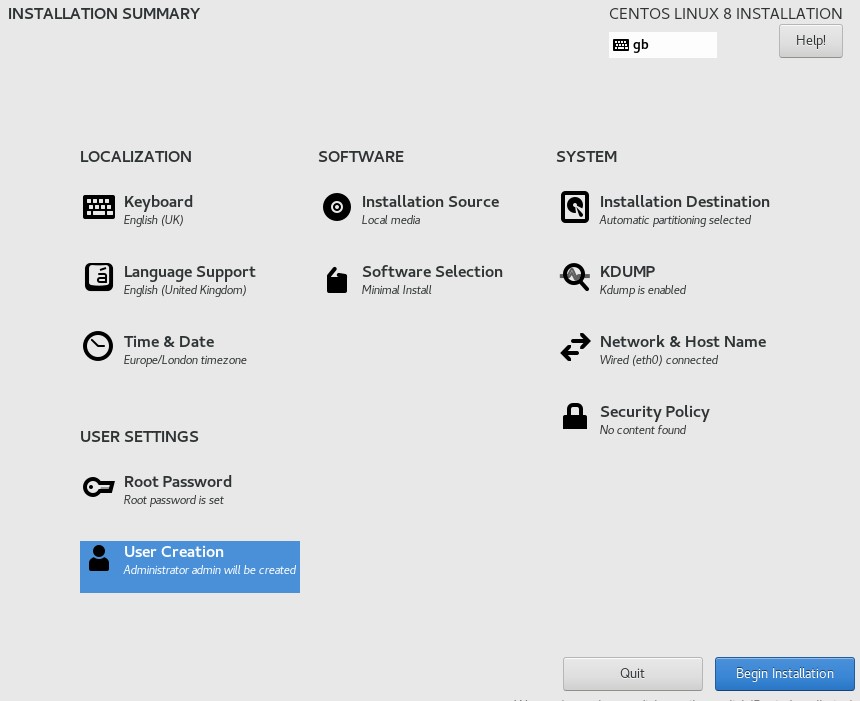 INSTALLATION SUMMARY
CENTOS LINUX 8 INSTALLATION
gb
Help!
LOCALIZATION
Keyboard
English (UK)
Language Support
English (United Kingdom)
Time & Date
Europe/London timezone
SOFTWARE
Installation Source
Local media
Software Selection
Minimal Install
SYSTEM
Installation Destination
Automatic partitioning selected
KDUMP
Kdump is enabled
Network & Host Name
Wired (eth0) connected
Security Policy
No content found
USER SETTINGS
Root Password
Root password is set
User Creation
Administrator admin will be created
Quit
Begin Installation